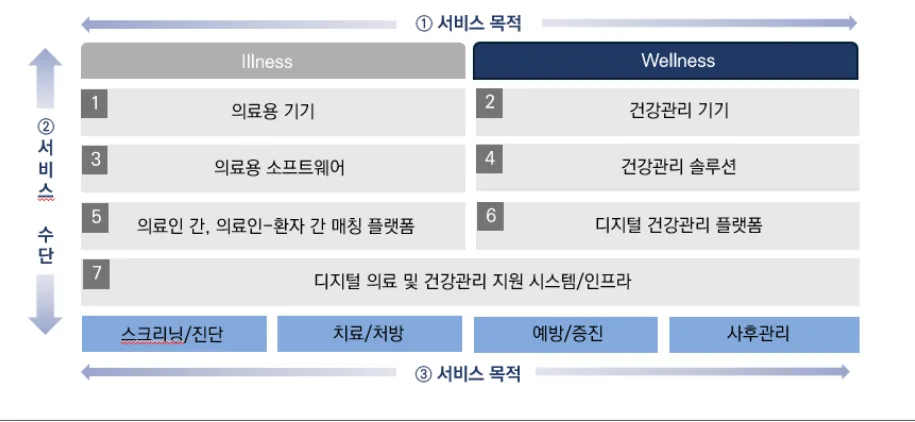 ① 서비스 목적
Illness
Wellness
② 서비스 수단
1
의료용 기기
2
건강관리 기기
3
의료용 소프트웨어
4
건강관리 솔루션
5
의료인 간, 의료인-환자 간 매칭 플랫폼
6
디지털 건강관리 플랫폼
7
디지털 의료 및 건강관리 지원 시스템/인프라
스크리닝/진단
치료/처방
예방/증진
사후관리
③ 서비스 목적